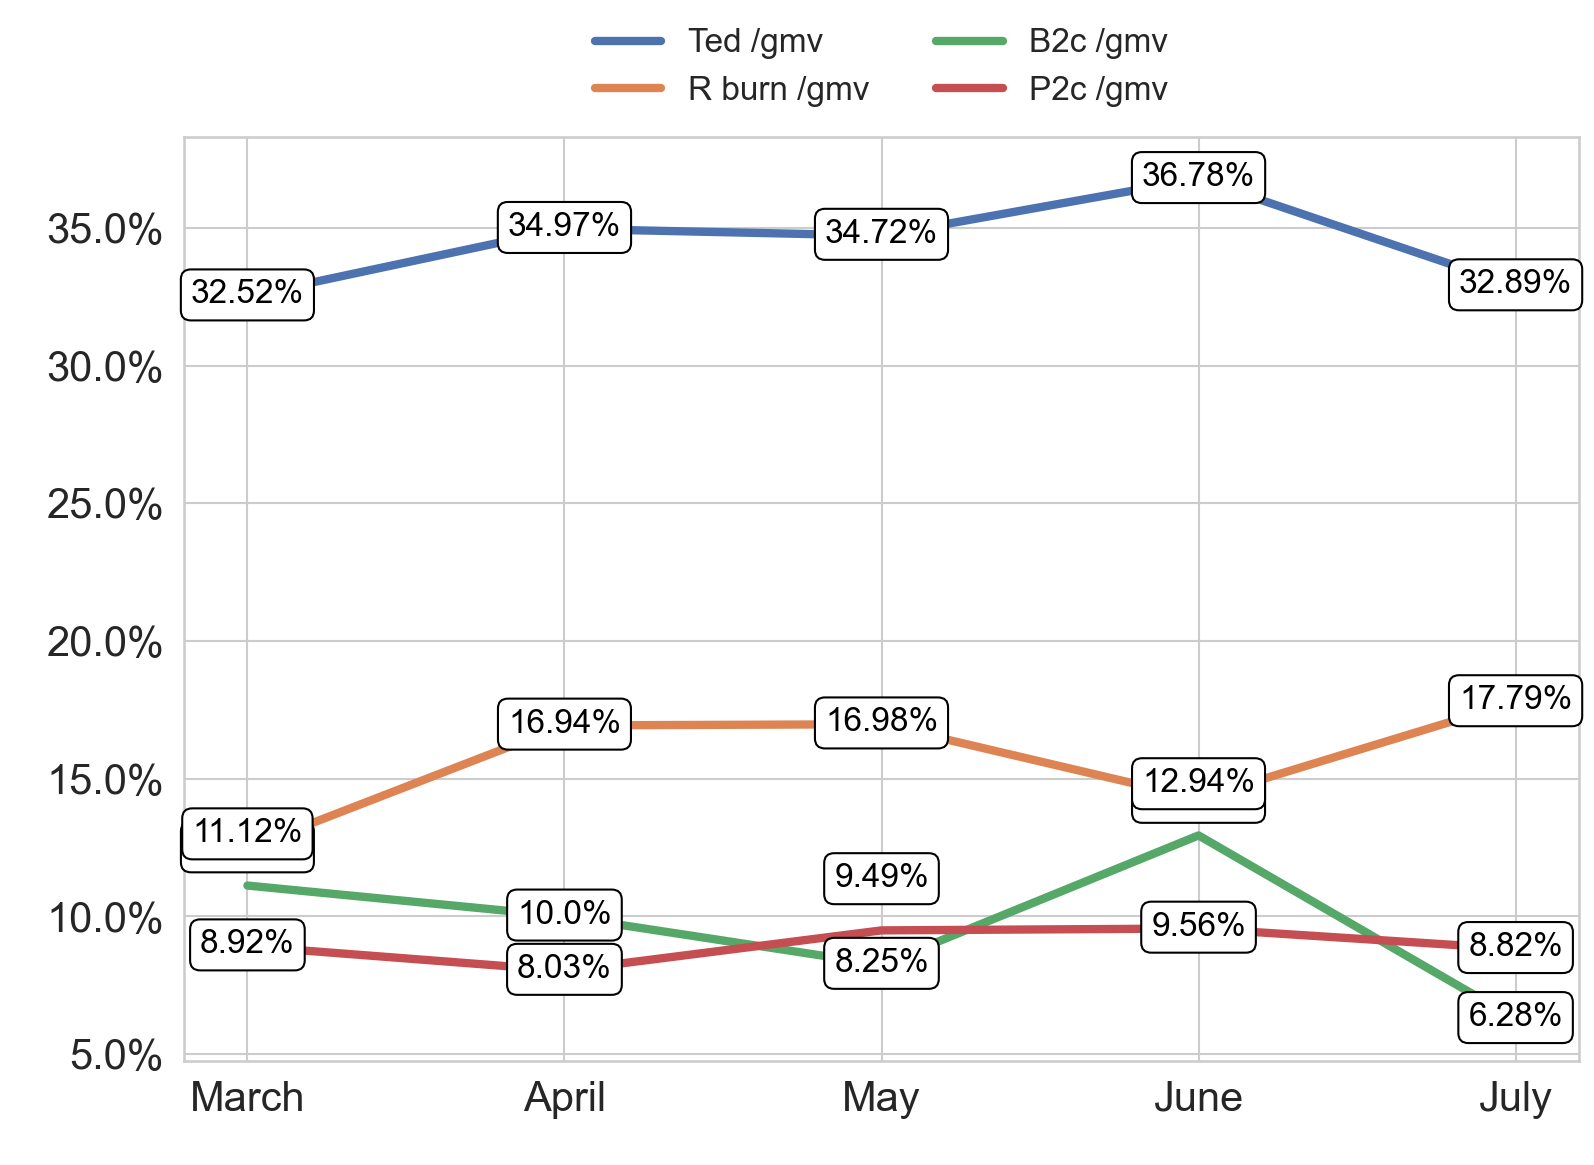 Ted /gmv
R burn /gmv
B2c /gmv
P2c /gmv
35.0%
30.0%
25.0%
20.0%
15.0%
10.0%
5.0%
32.52%
34.97%
34.72%
36.78%
32.89%
11.12%
16.94%
16.98%
12.94%
17.79%
8.92%
10.0%
8.03%
9.49%
8.25%
9.56%
8.82%
6.28%
March
April
May
June
July